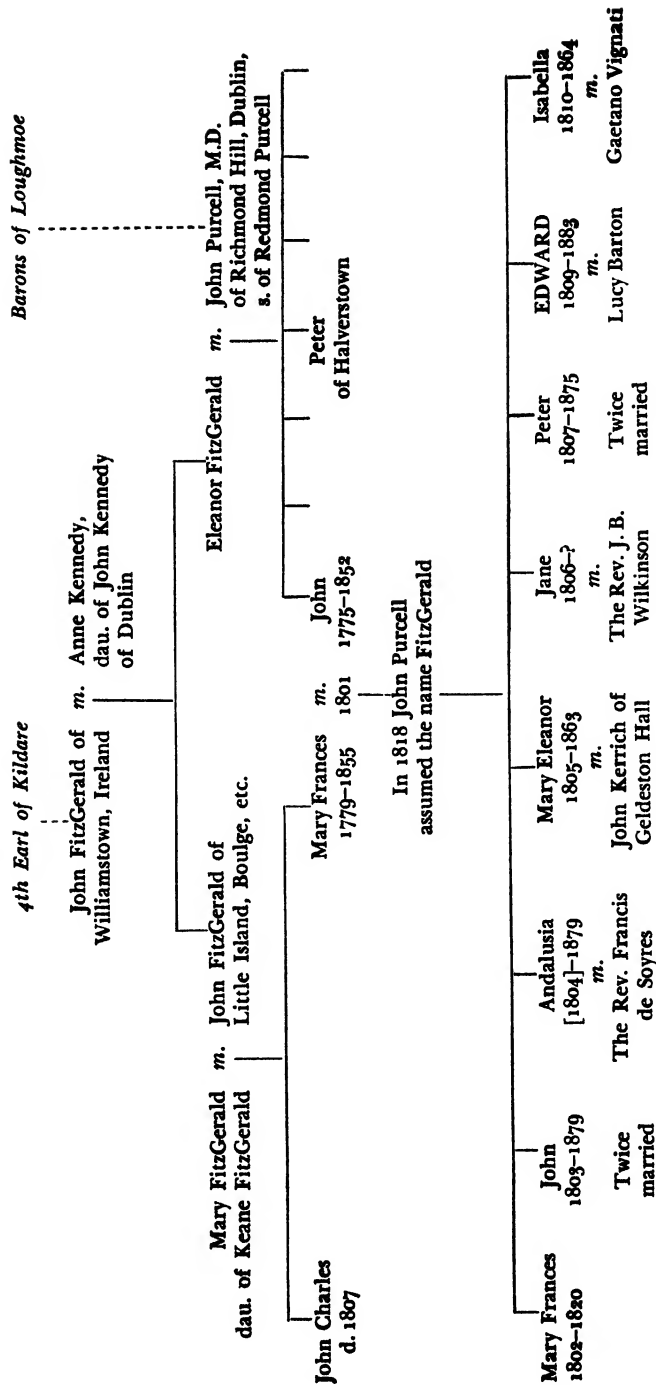 4th Earl of Kildare
Barons of Loughmoe
John FitzGerald of
Williamstown, Ireland
m.
Anne Kennedy,
dau. of John Kennedy
of Dublin
Mary FitzGerald
dau. of Keane FitzGerald
m.
John FitzGerald of
Little Island, Boulge, etc.
Eleanor FitzGerald
m.
John Purcell, M.D.
of Richmond Hill, Dublin,
s. of Redmond Purcell
John Charles
d. 1807
Mary Frances
1779–1855
m.
1801
John
1775–1852
Peter
of Halverstown
In 1818 John Purcell
assumed the name FitzGerald
Mary Frances
1802–1820
John
1803–1879
Twice
married
Andalusia
[1804]–1879
m.
The Rev. Francis
de Soyres
Mary Eleanor
1805–1863
m.
John Kerrich of
Geldeston Hall
Jane
1806–?
m.
The Rev. J. B.
Wilkinson
Peter
1807–1875
Twice
married
EDWARD
1809–1883
m.
Lucy Barton
Isabella
1810–1864
m.
Gaetano Vignati